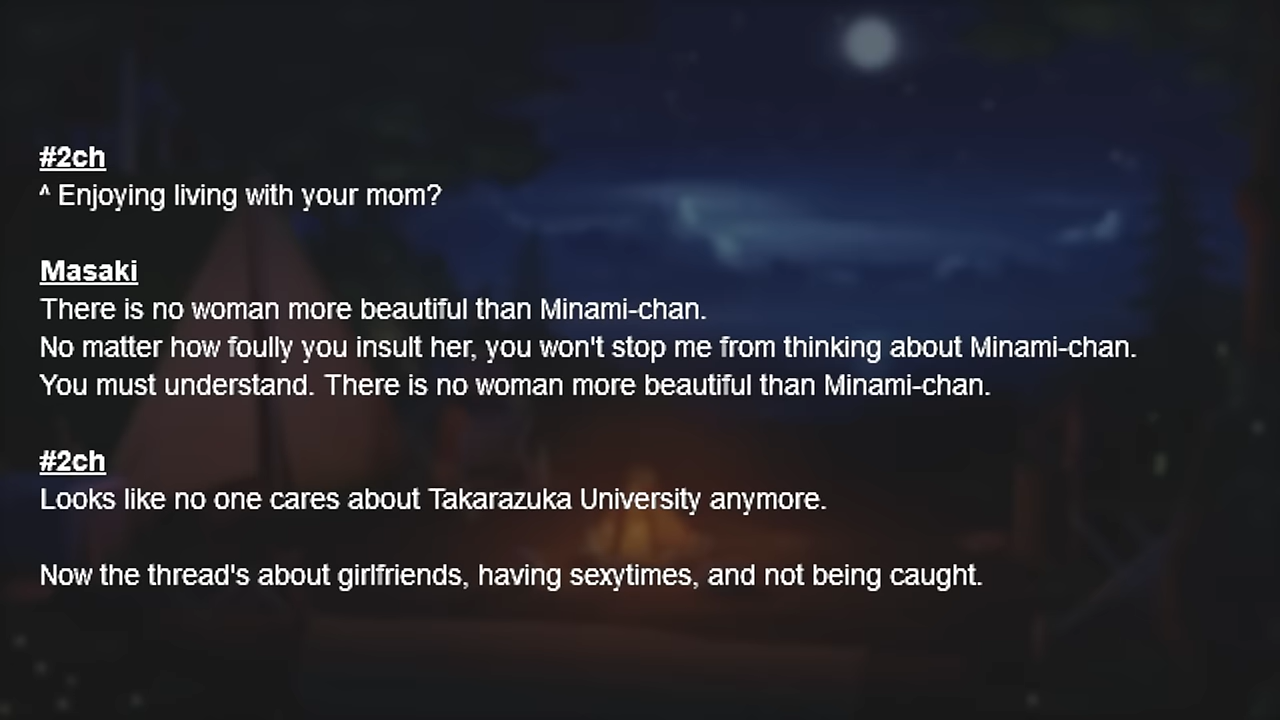 #2ch
^ Enjoying living with your mom?
Masaki
There is no woman more beautiful than Minami-chan.
No matter how foully you insult her, you won't stop me from thinking about Minami-chan.
You must understand. There is no woman more beautiful than Minami-chan.
#2ch
Looks like no one cares about Takarazuka University anymore.
Now the thread's about girlfriends, having sexytimes, and not being caught.